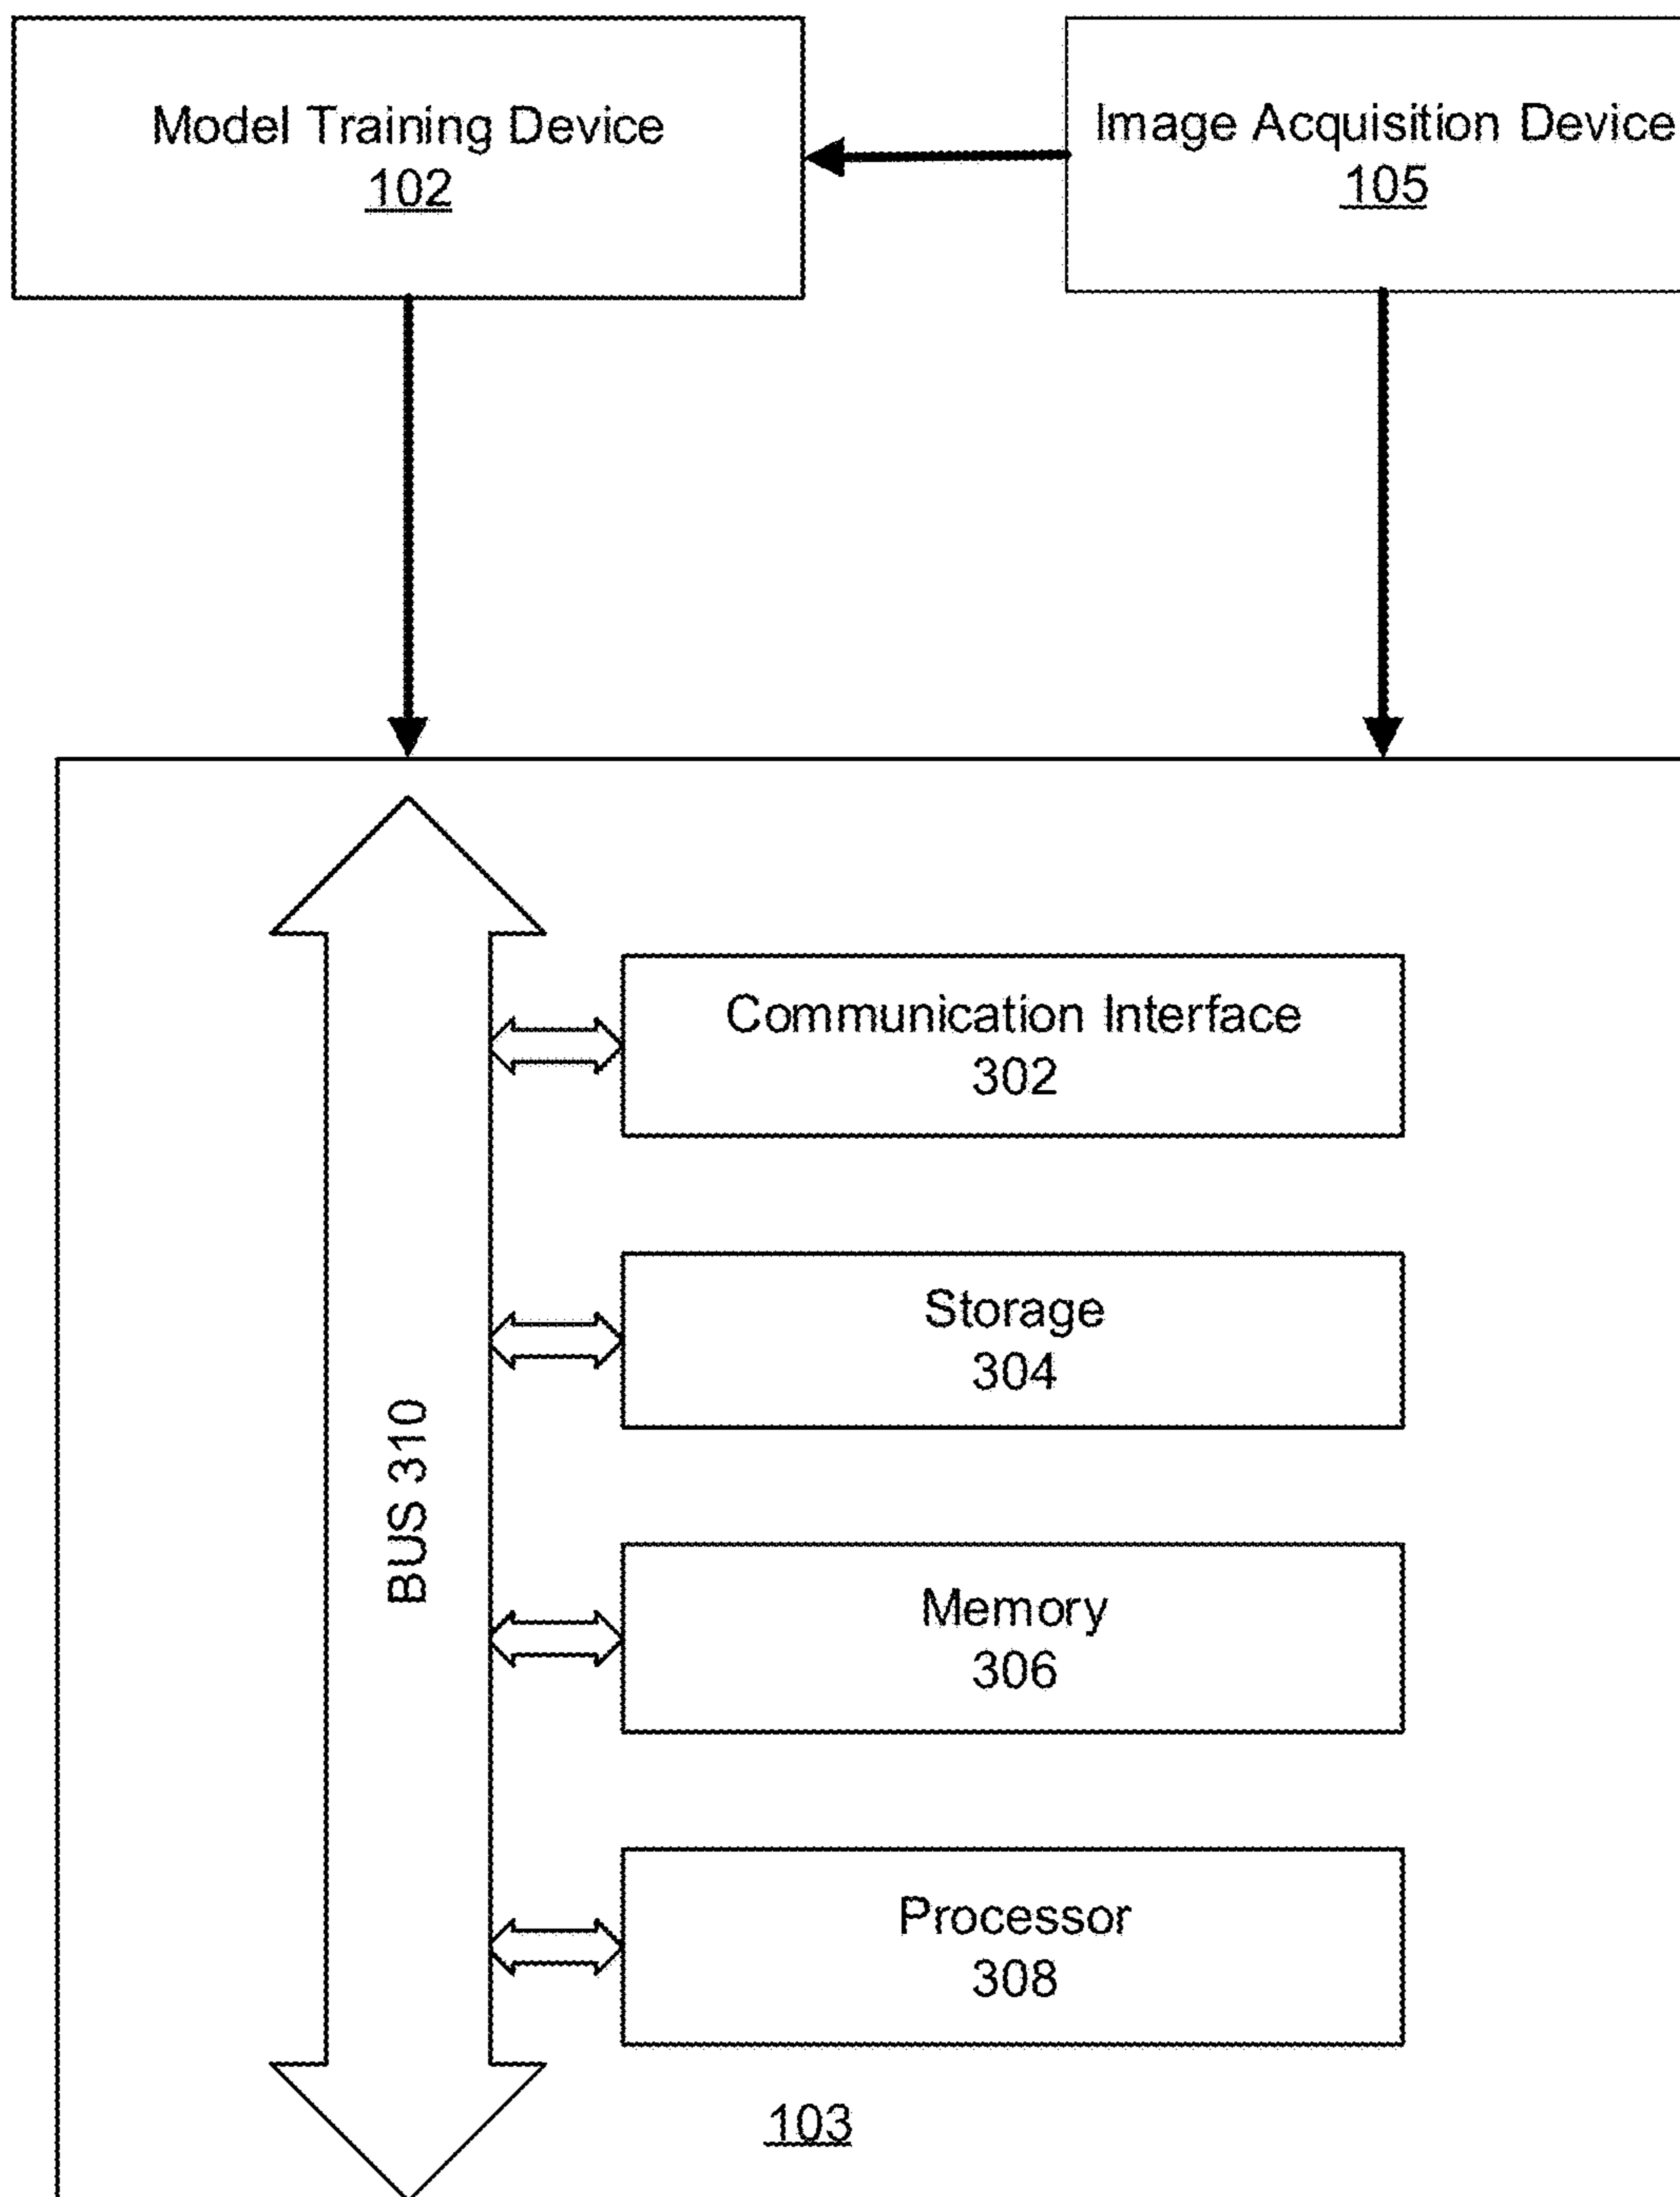 Model Training Device
102
Image Acquisition Device
105
Communication Interface
302
Storage
304
BUS 310
Memory
306
Processor
308
103